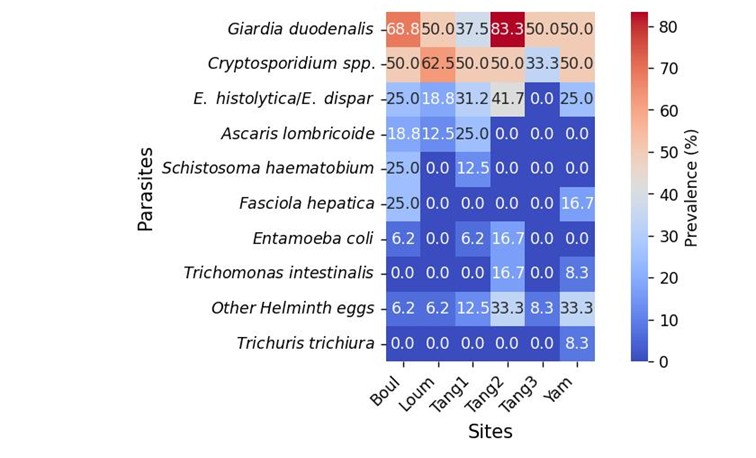 Giardia duodenalis 68.8 50.0 37.5 83.3 50.0 50.0
Cryptosporidium spp. 50.0 62.5 50.0 50.0 33.3 50.0
E. histolytica/E. dispar 25.0 18.8 31.2 41.7 0.0 25.0
Ascaris lombricoide 18.8 12.5 25.0 0.0 0.0 0.0
Schistosoma haematobium 25.0 0.0 12.5 0.0 0.0 0.0
Fasciola hepatica 25.0 0.0 0.0 0.0 0.0 16.7
Entamoeba coli 6.2 0.0 6.2 16.7 0.0 0.0
Trichomonas intestinalis 0.0 0.0 0.0 16.7 0.0 8.3
Other Helminth eggs 6.2 6.2 12.5 33.3 8.3 33.3
Trichuris trichiura 0.0 0.0 0.0 0.0 0.0 8.3
Parasites
Boul Loum Tang1 Tang2 Tang3 Yam
Sites
80
70
60
50
40
30
20
10
0
Prevalence (%)